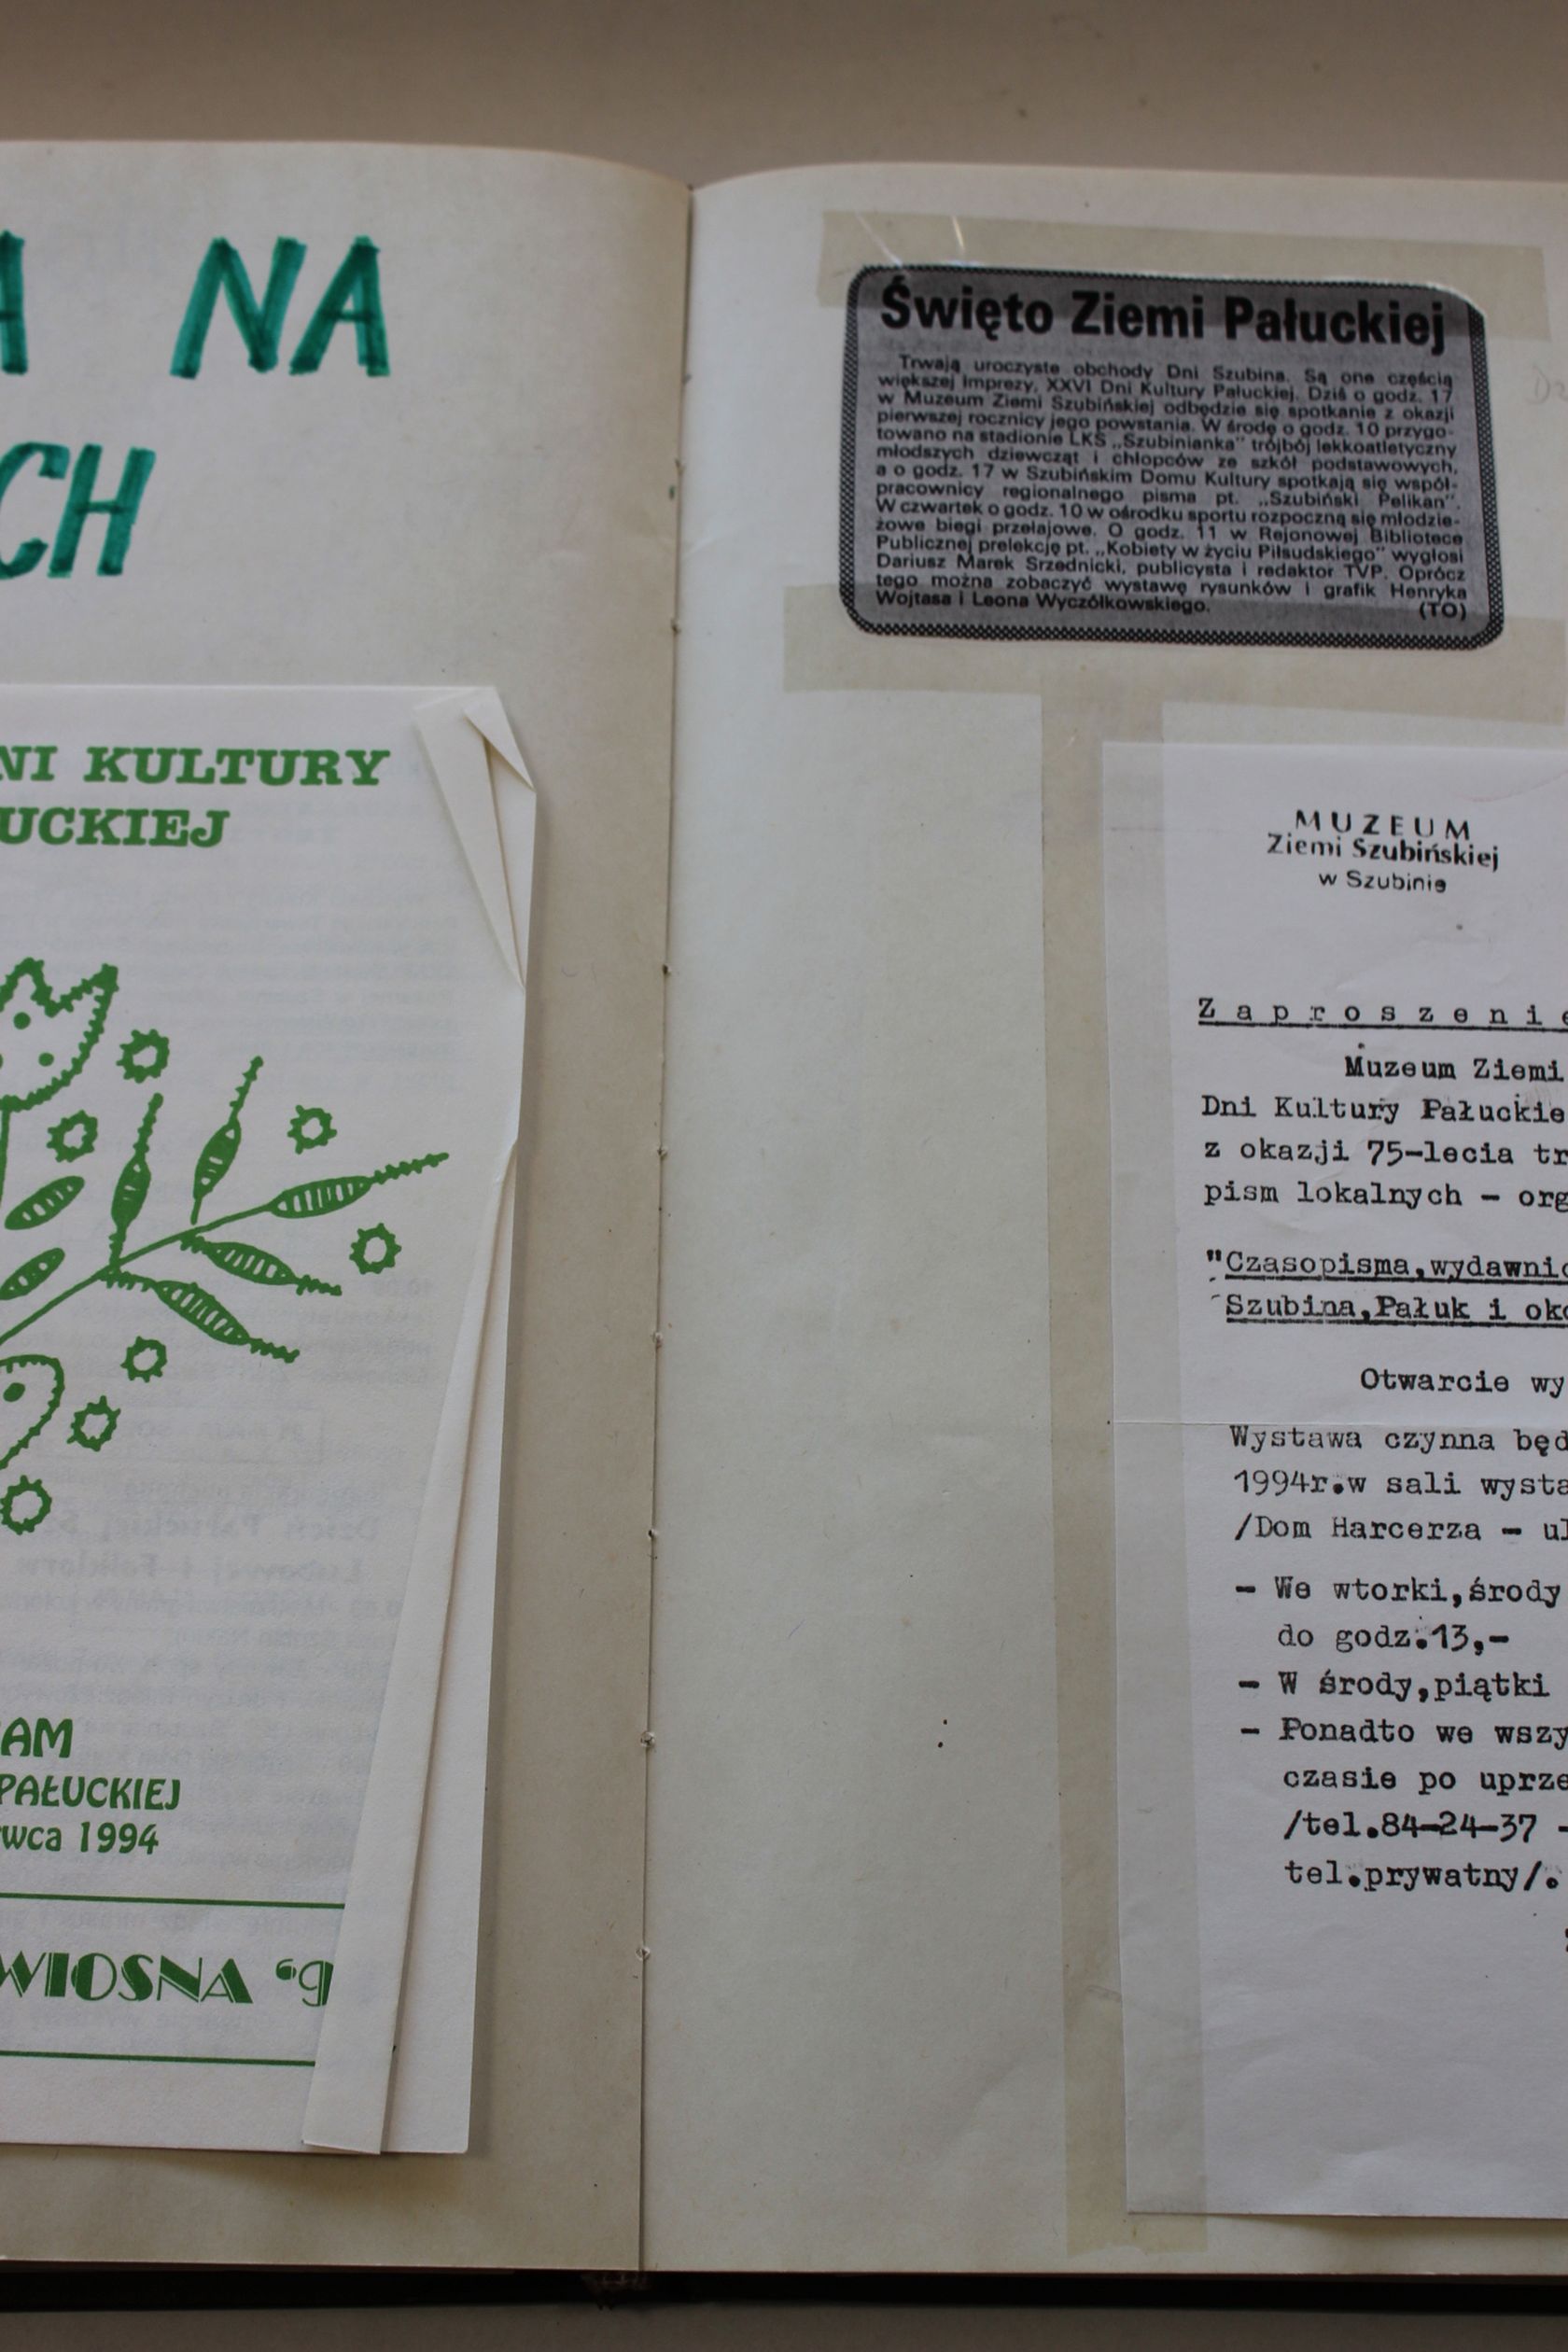 NA
CH
NI KULTURY
UCKIEJ
AM
PAŁUCKIEJ
wca 1994
WIOSNA
Święto Ziemi Pałuckiej
Trwają uroczyste obchody Dni Szubina. Są one częścią
większej imprezy, XXVI Dni Kultury Pałuckiej. Dziś o godz. 17
w Muzeum Ziemi Szubińskiej odbędzie się spotkanie z okazji
pierwszej rocznicy jego powstania. W środę o godz. 10 przygo-
towano na stadionie LKS „Szubinianka" trójbój lekkoatletyczny
młodszych dziewcząt i chłopców ze szkół podstawowych,
a o godz. 17 w Szubińskim Domu Kultury spotkają się współ-
pracownicy regionalnego pisma pt. „Szubiński Pelikan".
W czwartek o godz. 10 w ośrodku sportu rozpoczną się młodzie-
żowe biegi przełajowe. O godz. 11 w Rejonowej Bibliotece
Publicznej prelekcję pt. „Kobiety w życiu Piłsudskiego" wygłosi
Dariusz Marek Srzednicki, publicysta i redaktor TVP. Oprócz
tego można zobaczyć wystawę rysunków i grafik Henryka
Wojtasa i Leona Wyczółkowskiego. (TO)
MUZEUM
Ziemi Szubińskiej
w Szubinie
Zaproszenie
Muzeum Ziemi
Dni Kultury Pałuckie
z okazji 75-lecia tr
pism lokalnych - org
"Czasopisma,wydawnic
Szubina,Pałuk i oko
Otwarcie wy
Wystawa czynna będ
1994r.w sali wysta
/Dom Harcerza - ul
- We wtorki,środy
do godz.13,-
- W środy,piątki
- Ponadto we wszy
czasie po uprze
/tel.84-24-37 -
tel.prywatny/.